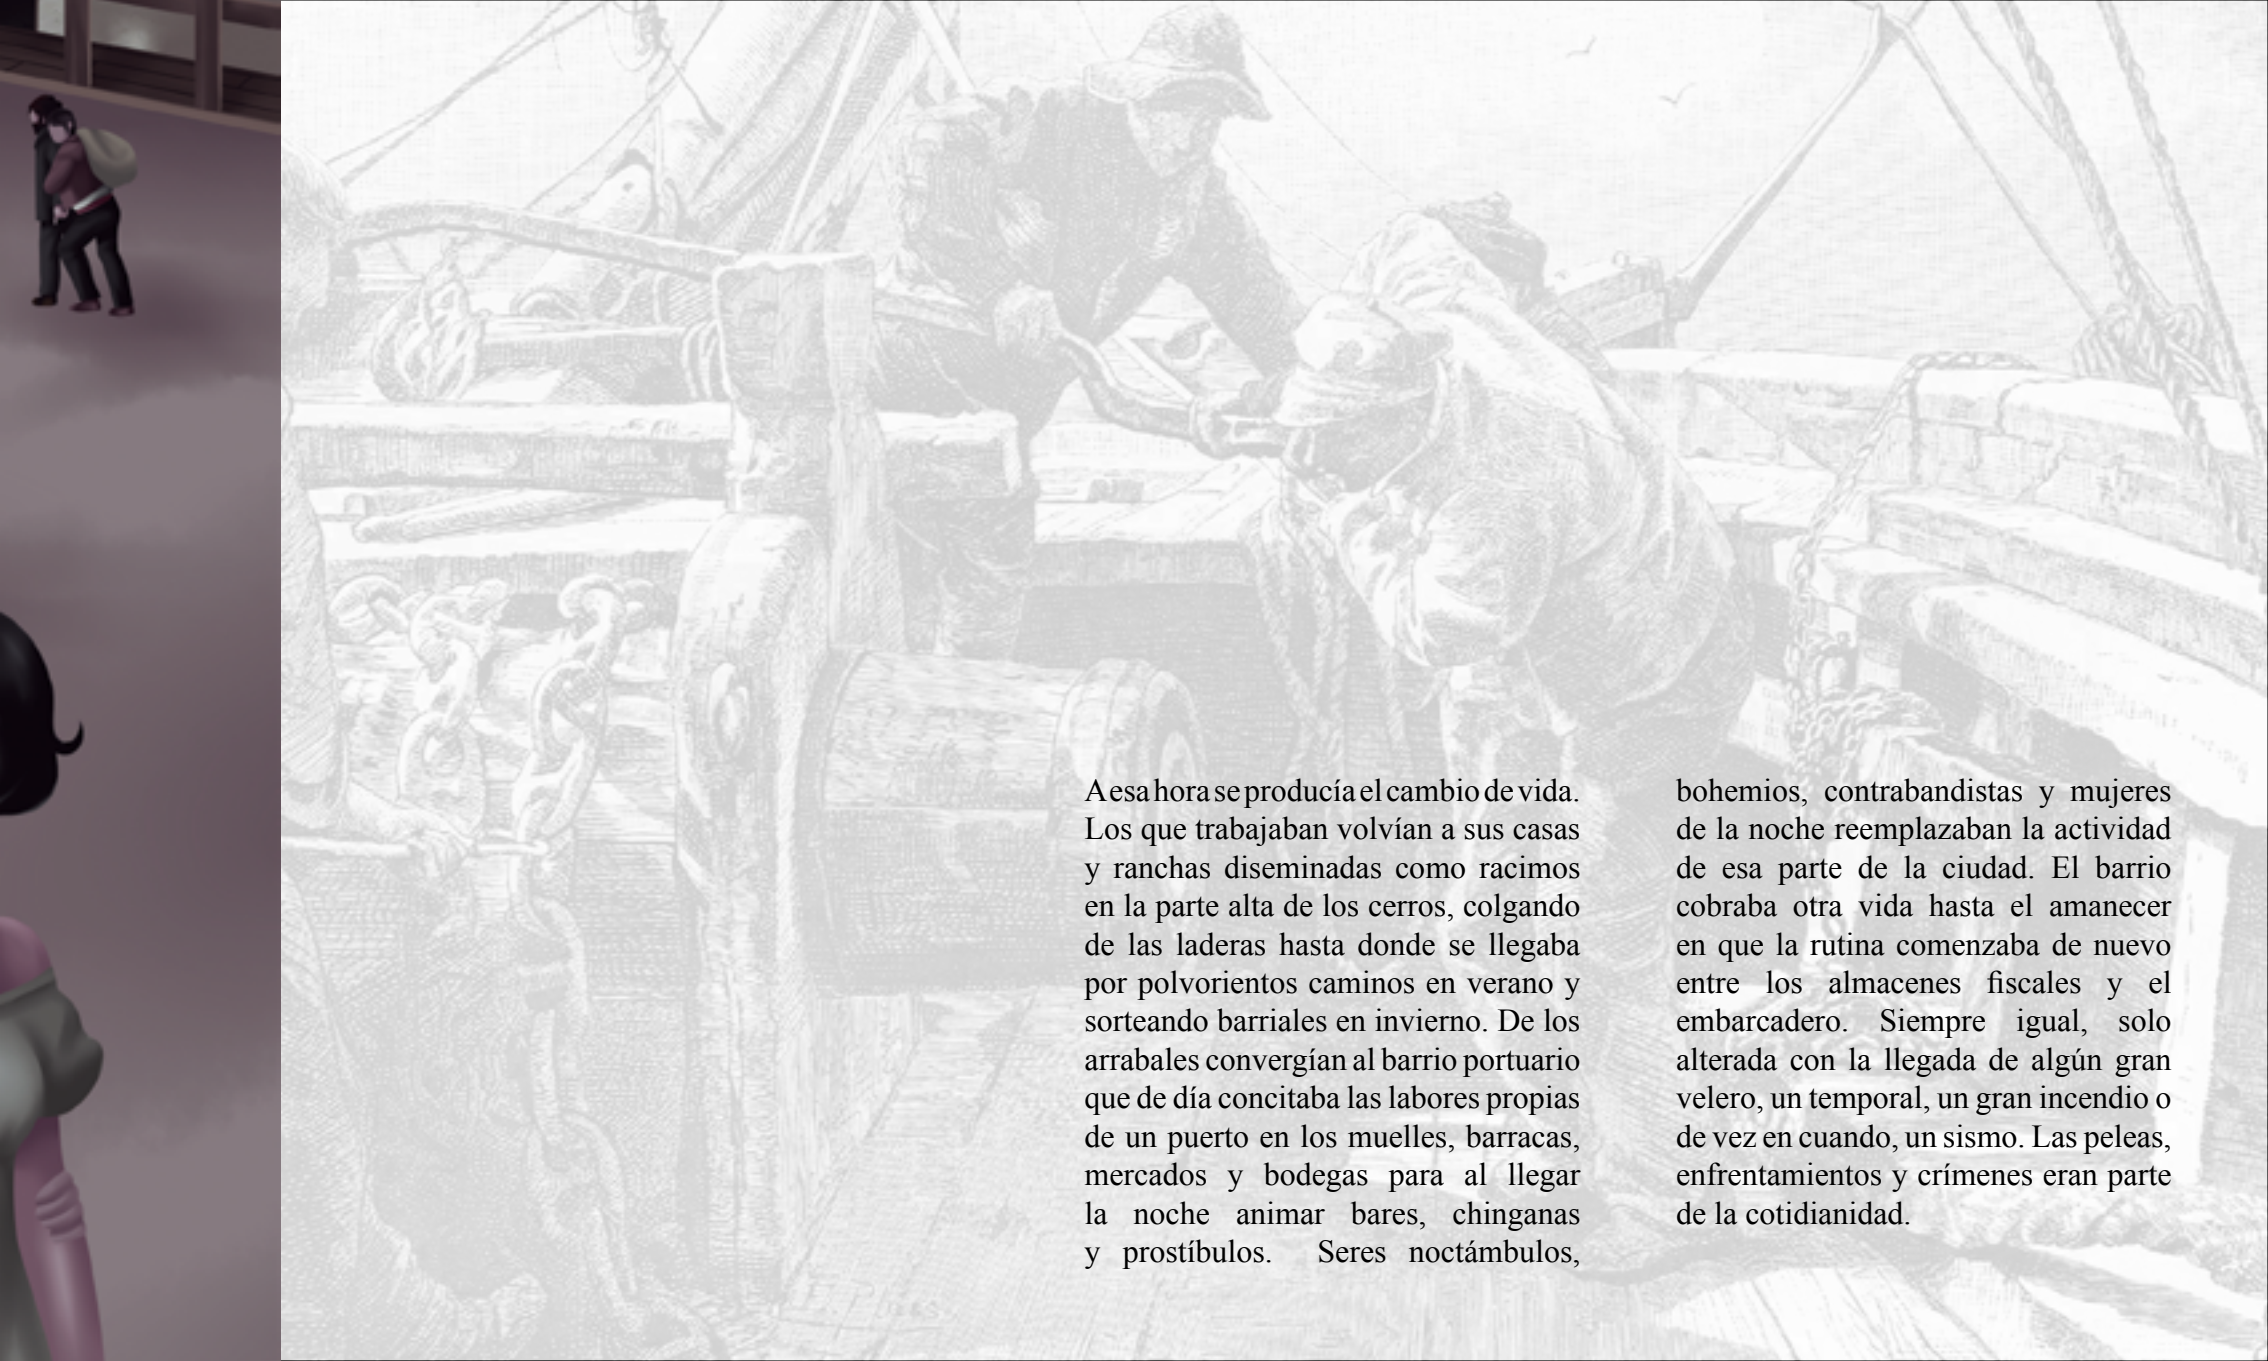 A esa hora se producía el cambio de vida.
Los que trabajaban volvían a sus casas
y ranchas diseminadas como racimos
en la parte alta de los cerros, colgando
de las laderas hasta donde se llegaba
por polvorientos caminos en verano y
sorteando barriales en invierno. De los
arrabales convergían al barrio portuario
que de día concitaba las labores propias
de un puerto en los muelles, barracas,
mercados y bodegas para al llegar
la noche animar bares, chinganas
y prostíbulos. Seres noctámbulos,
bohemios, contrabandistas y mujeres
de la noche reemplazaban la actividad
de esa parte de la ciudad. El barrio
cobraba otra vida hasta el amanecer
en que la rutina comenzaba de nuevo
entre los almacenes fiscales y el
embarcadero. Siempre igual, solo
alterada con la llegada de algún gran
velero, un temporal, un gran incendio o
de vez en cuando, un sismo. Las peleas,
enfrentamientos y crímenes eran parte
de la cotidianidad.